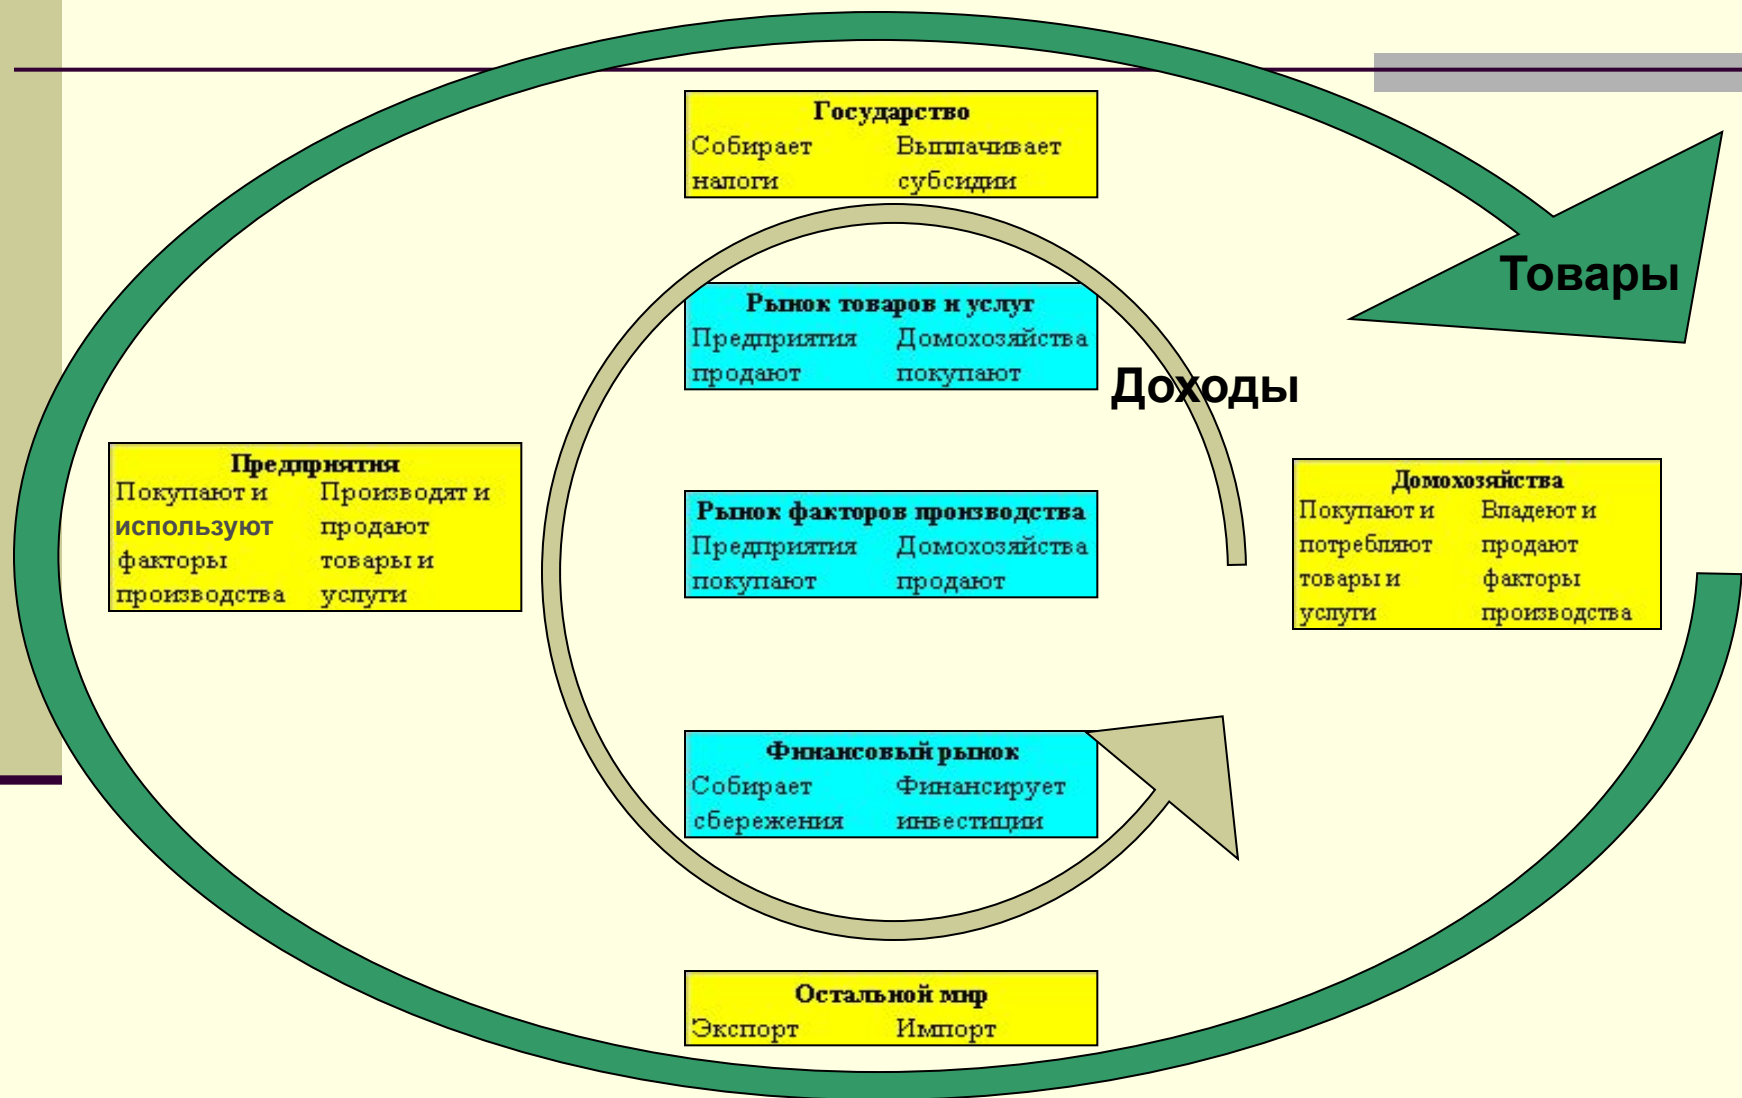 Государство
Собирает Выплачивает
налоги субсидии
Товары
Рынок товаров и услуг
Предприятия Домохозяйства
продают покупают
Доходы
Предприятия
Покупают и Производят и
используют продают
факторы товары и
производства услуги
Рынок факторов производства
Предприятия Домохозяйства
покупают продают
Домохозяйства
Покупают и Владеют и
потребляют продают
товары и факторы
услуги производства
Финансовый рынок
Собирает Финансирует
сбережения инвестиции
Остальной мир
Экспорт Импорт